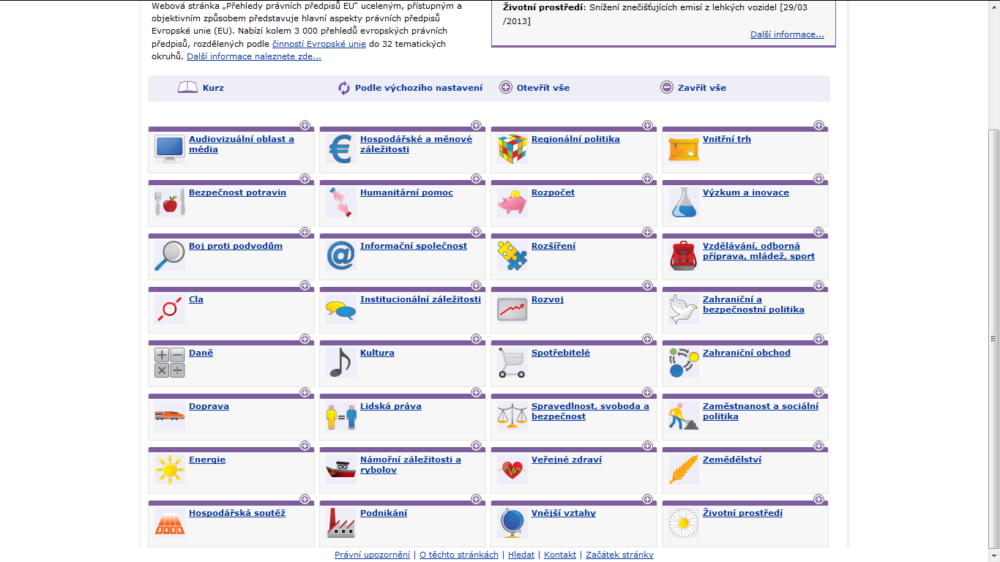 Webová stránka „Přehledy právních předpisů EU“ uceleným, přístupným a
objektivním způsobem představuje hlavní aspekty právních předpisů
Evropské unie (EU). Nabízí kolem 3 000 přehledů evropských právních
předpisů, rozdělených podle činností Evropské unie do 32 tematických
okruhů. Další informace naleznete zde...
Životní prostředí: Snížení znečišťujících emisí z lehkých vozidel [29/03
/2013]
Další informace...
Kurz
Podle výchozího nastavení
Otevřít vše
Zavřít vše
Audiovizuální oblast a
média
Hospodářské a měnové
záležitosti
Regionální politika
Vnitřní trh
Bezpečnost potravin
Humanitární pomoc
Rozpočet
Výzkum a inovace
Boj proti podvodům
Informační společnost
Rozšíření
Vzdělávání, odborná
příprava, mládež, sport
Cla
Institucionální záležitosti
Rozvoj
Zahraniční a
bezpečnostní politika
Daně
Kultura
Spotřebitelé
Zahraniční obchod
Doprava
Lidská práva
Spravedlnost, svoboda a
bezpečnost
Zaměstnanost a sociální
politika
Energie
Námořní záležitosti a
rybolov
Veřejné zdraví
Zemědělství
3 4 5 6
Hospodářská soutěž
Podnikání
Vnější vztahy
Životní prostředí
Právní upozornění | O těchto stránkách | Hledat | Kontakt | Začátek stránky